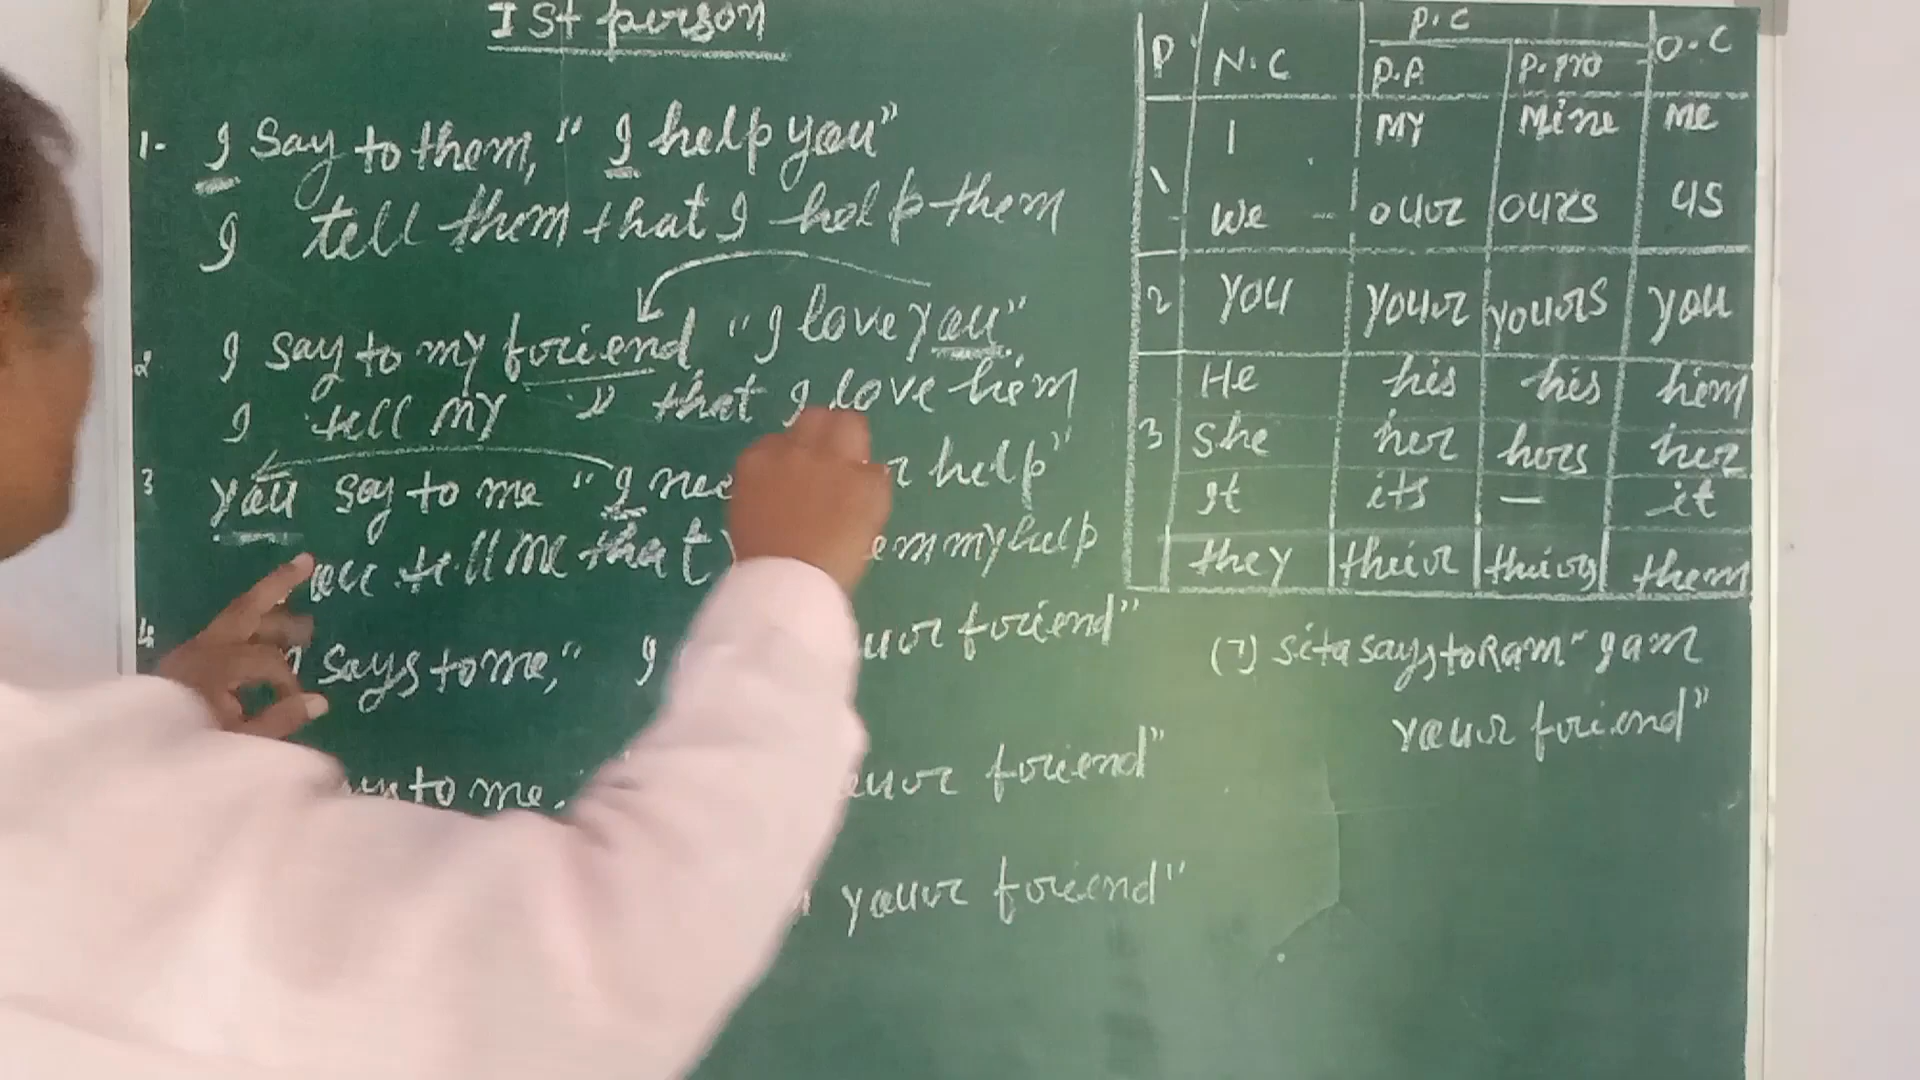 Ist person
1- I say to them, " I help you"
I tell them that I help them
2 I say to my friend "I love you"
I tell my " that I love him
3 you say to me "I help"
tell me that my help
4 says to me," I friend"
to me, friend"
your friend"
P N.C P.C O.C
P.A P.pro
1 I my mine me
we - our ours us
2 you your yours you
3 He his his him
She her hers her
It its — it
they their theirs them
(7) sita says to Ram "I am
your friend"